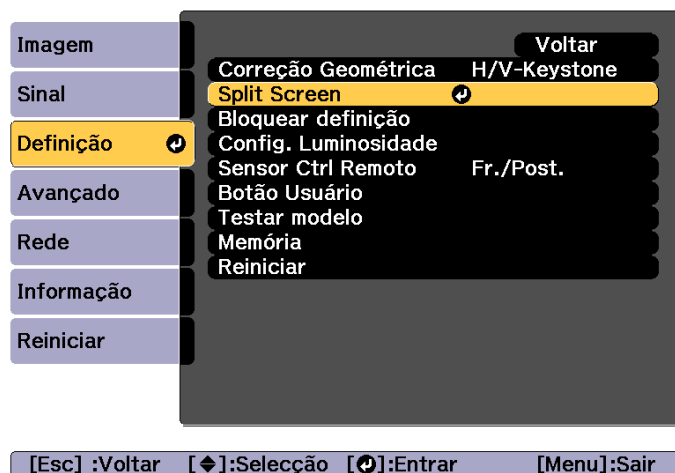 Imagem
Sinal
Definição
Avançado
Rede
Informação
Reiniciar
Voltar
Correção Geométrica H/V-Keystone
Split Screen
Bloquear definição
Config. Luminosidade
Sensor Ctrl Remoto Fr./Post.
Botão Usuário
Testar modelo
Memória
Reiniciar
[Esc] :Voltar [◆]:Selecção [↵]:Entrar [Menu]:Sair